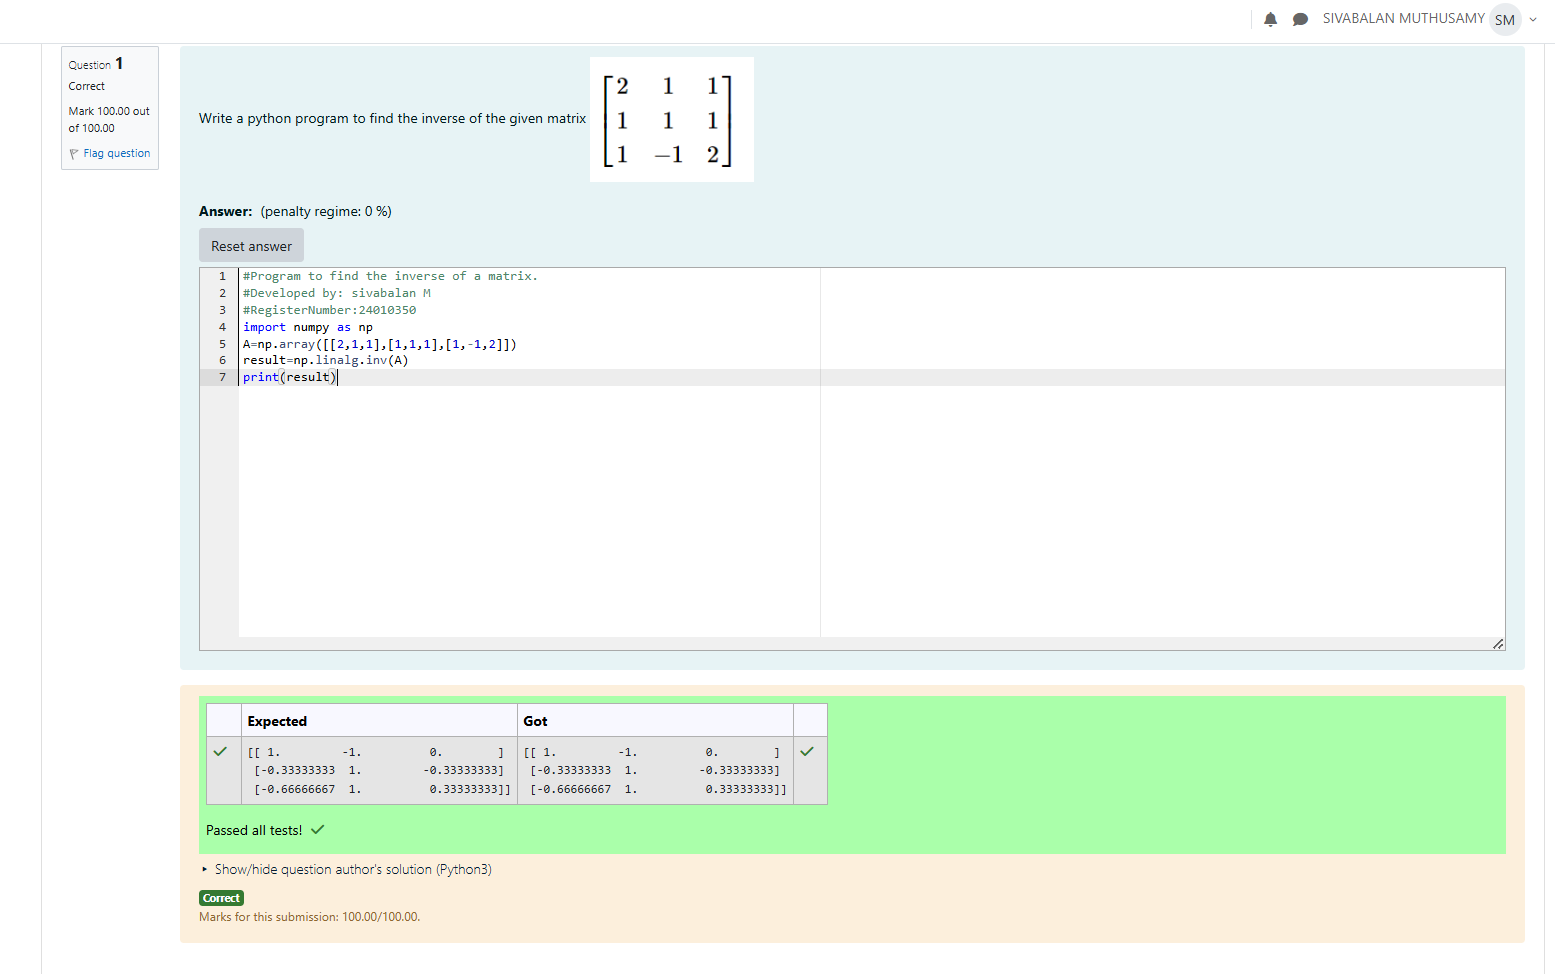 SIVABALAN MUTHUSAMY SM
Question 1
Correct
Mark 100.00 out
of 100.00
Flag question
Write a python program to find the inverse of the given matrix
2 1 1
1 1 1
1 −1 2
Answer: (penalty regime: 0 %)
Reset answer
1 #Program to find the inverse of a matrix.
2 #Developed by: sivabalan M
3 #RegisterNumber:24010350
4 import numpy as np
5 A=np.array([[2,1,1],[1,1,1],[1,-1,2]])
6 result=np.linalg.inv(A)
7 print(result)
Expected Got
[[ 1. -1. 0. ] [[ 1. -1. 0. ]
[-0.33333333 1. -0.33333333] [-0.33333333 1. -0.33333333]
[-0.66666667 1. 0.33333333]] [-0.66666667 1. 0.33333333]]
Passed all tests!
Show/hide question author's solution (Python3)
Correct
Marks for this submission: 100.00/100.00.